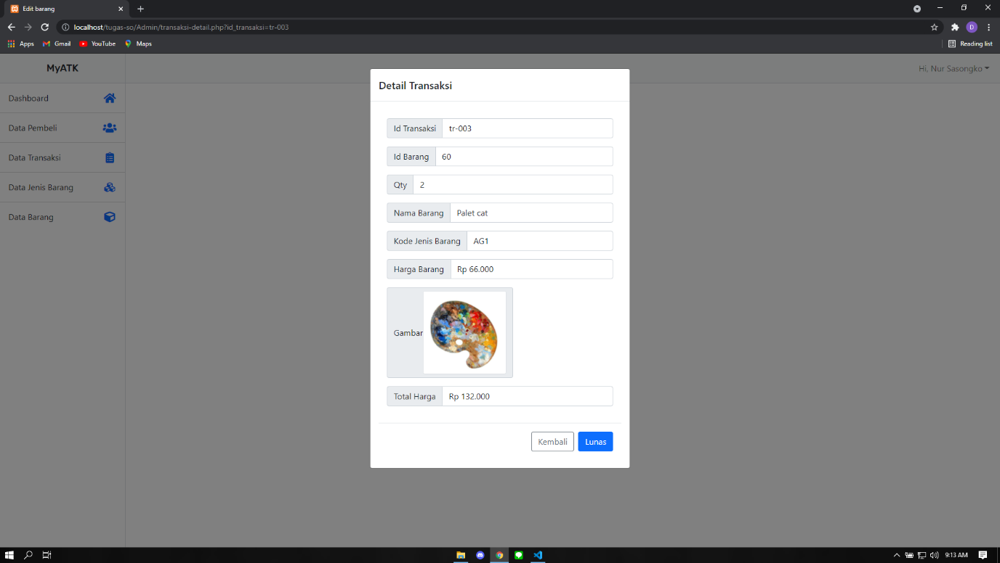 Edit barang
localhost/tugas-so/Admin/transaksi-detail.php?id_transaksi=tr-003
D
Apps Gmail YouTube Maps Reading list
MyATK
Hi, Nur Sasongko
Dashboard
Data Pembeli
Data Transaksi
Data Jenis Barang
Data Barang
Detail Transaksi
Id Transaksi tr-003
Id Barang 60
Qty 2
Nama Barang Palet cat
Kode Jenis Barang AG1
Harga Barang Rp 66.000
Gambar
Total Harga Rp 132.000
Kembali Lunas
9:13 AM